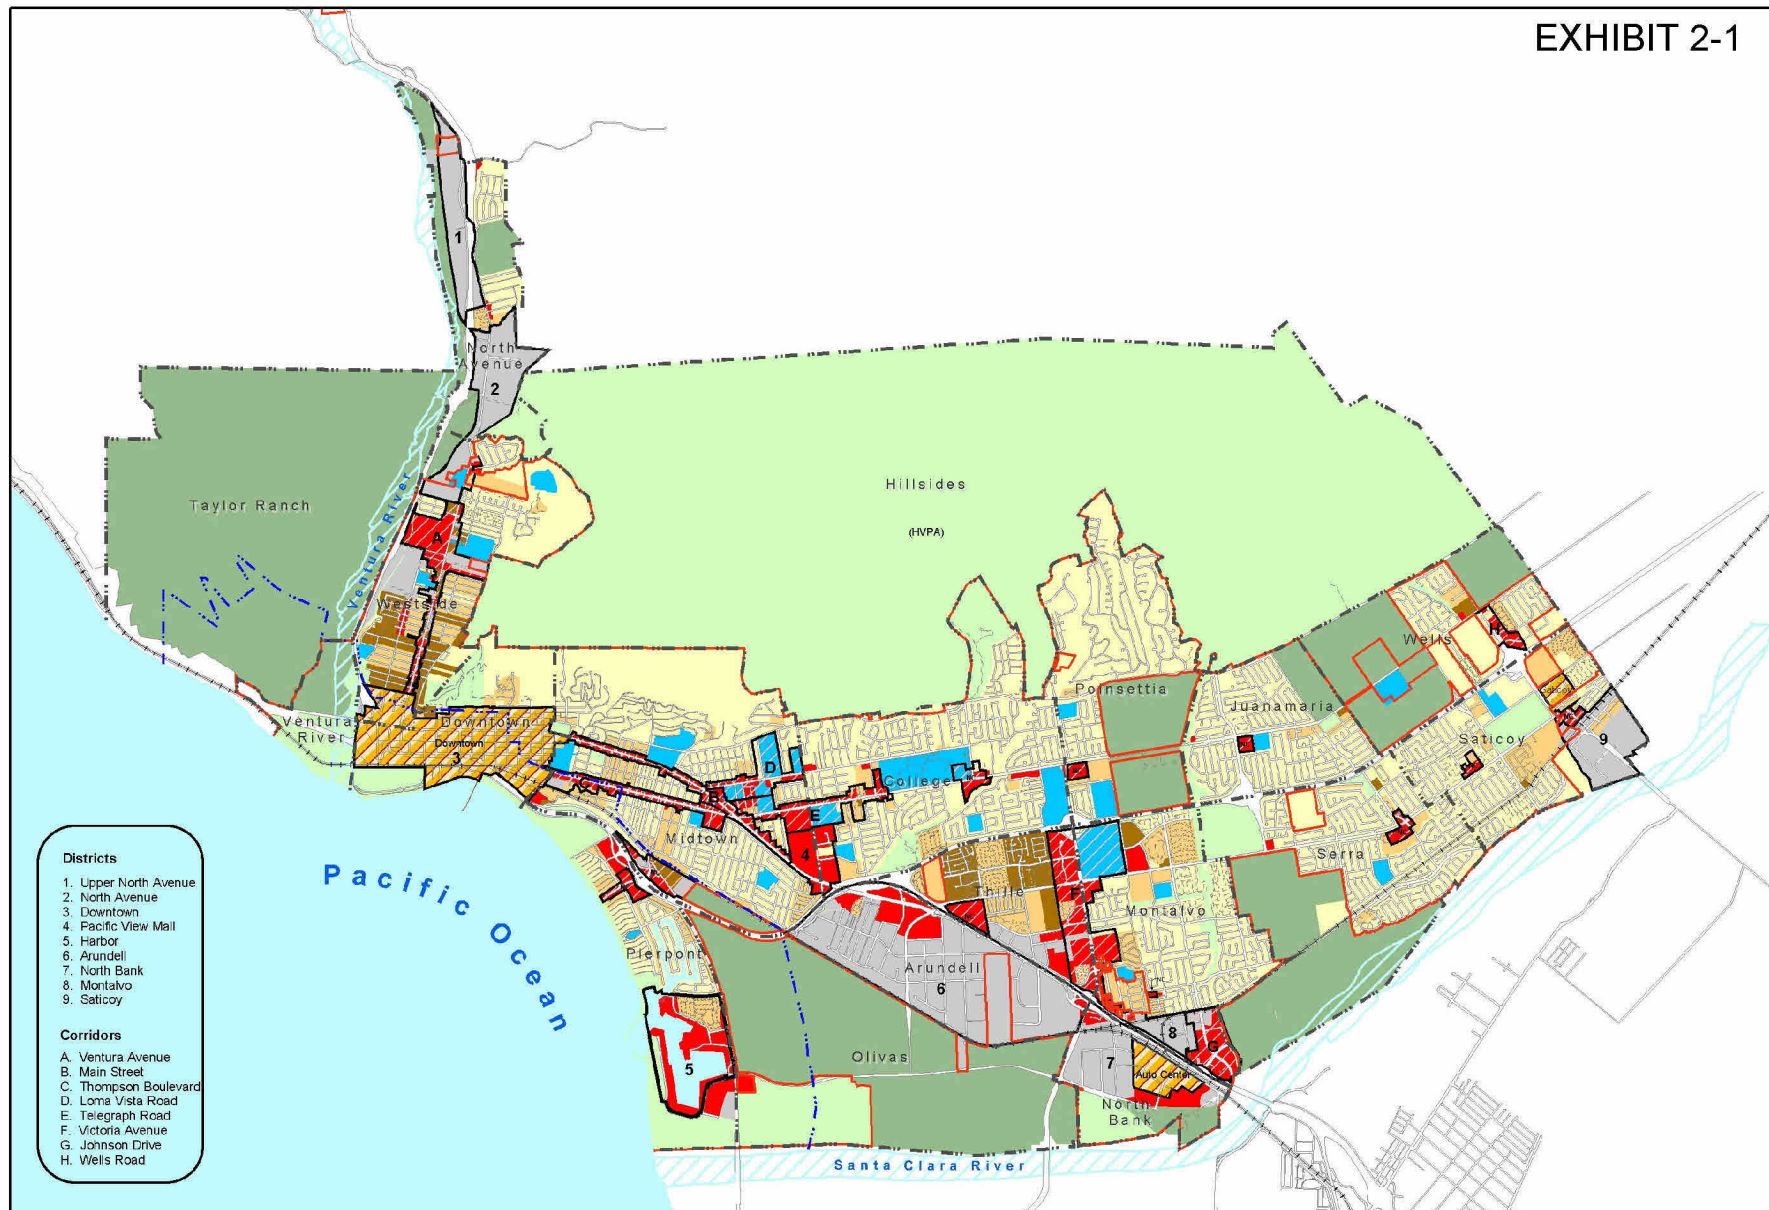 EXHIBIT 2-1
1
North
Avenue
2
Hillsides
(HVPA)
Taylor Ranch
Ventura River
A
Westside
Wells
H
Poinsettia
Juanamaria
Saticoy
9
Ventura
River
Downtown
Downtown
3
C
B
D
E
College
Midtown
4
Serra
Thille
F
Montalvo
Pacific Ocean
Pierpont
Arundell
6
5
Olivas
7
8
G
Auto Center
North
Bank
Santa Clara River
Districts
1. Upper North Avenue
2. North Avenue
3. Downtown
4. Pacific View Mall
5. Harbor
6. Arundell
7. North Bank
8. Montalvo
9. Saticoy
Corridors
A. Ventura Avenue
B. Main Street
C. Thompson Boulevard
D. Loma Vista Road
E. Telegraph Road
F. Victoria Avenue
G. Johnson Drive
H. Wells Road